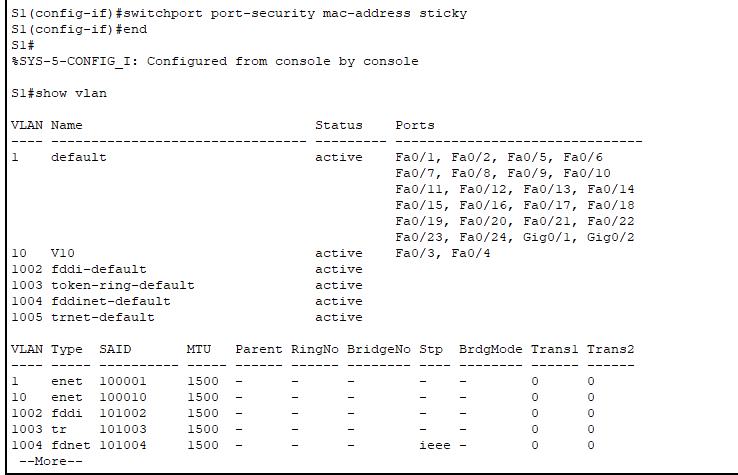 S1(config-if)#switchport port-security mac-address sticky
S1(config-if)#end
S1#
%SYS-5-CONFIG_I: Configured from console by console
S1#show vlan
VLAN Name                             Status    Ports
---- -------------------------------- --------- -------------------------------
1    default                          active    Fa0/1, Fa0/2, Fa0/5, Fa0/6
                                                Fa0/7, Fa0/8, Fa0/9, Fa0/10
                                                Fa0/11, Fa0/12, Fa0/13, Fa0/14
                                                Fa0/15, Fa0/16, Fa0/17, Fa0/18
                                                Fa0/19, Fa0/20, Fa0/21, Fa0/22
                                                Fa0/23, Fa0/24, Gig0/1, Gig0/2
10   V10                              active    Fa0/3, Fa0/4
1002 fddi-default                     active
1003 token-ring-default               active
1004 fddinet-default                  active
1005 trnet-default                    active
VLAN Type  SAID       MTU   Parent RingNo BridgeNo Stp  BrdgMode Trans1 Trans2
---- ----- ---------- ----- ------ ------ -------- ---- -------- ------ ------
1    enet  100001     1500  -      -      -        -    -        0      0
10   enet  100010     1500  -      -      -        -    -        0      0
1002 fddi  101002     1500  -      -      -        -    -        0      0
1003 tr    101003     1500  -      -      -        -    -        0      0
1004 fdnet 101004     1500  -      -      -        ieee -        0      0
 --More--